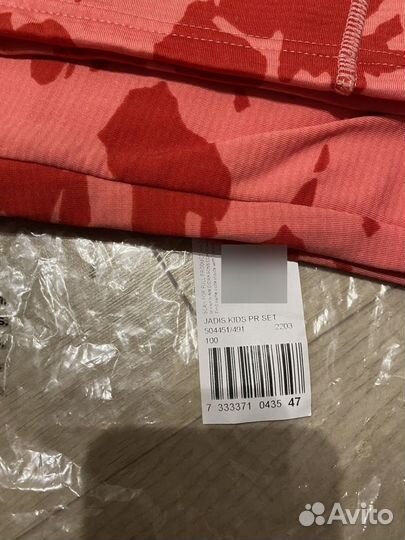 JADIS KIDS PR SET
504451/491 2203
100
7 333371 0435 47
Avito